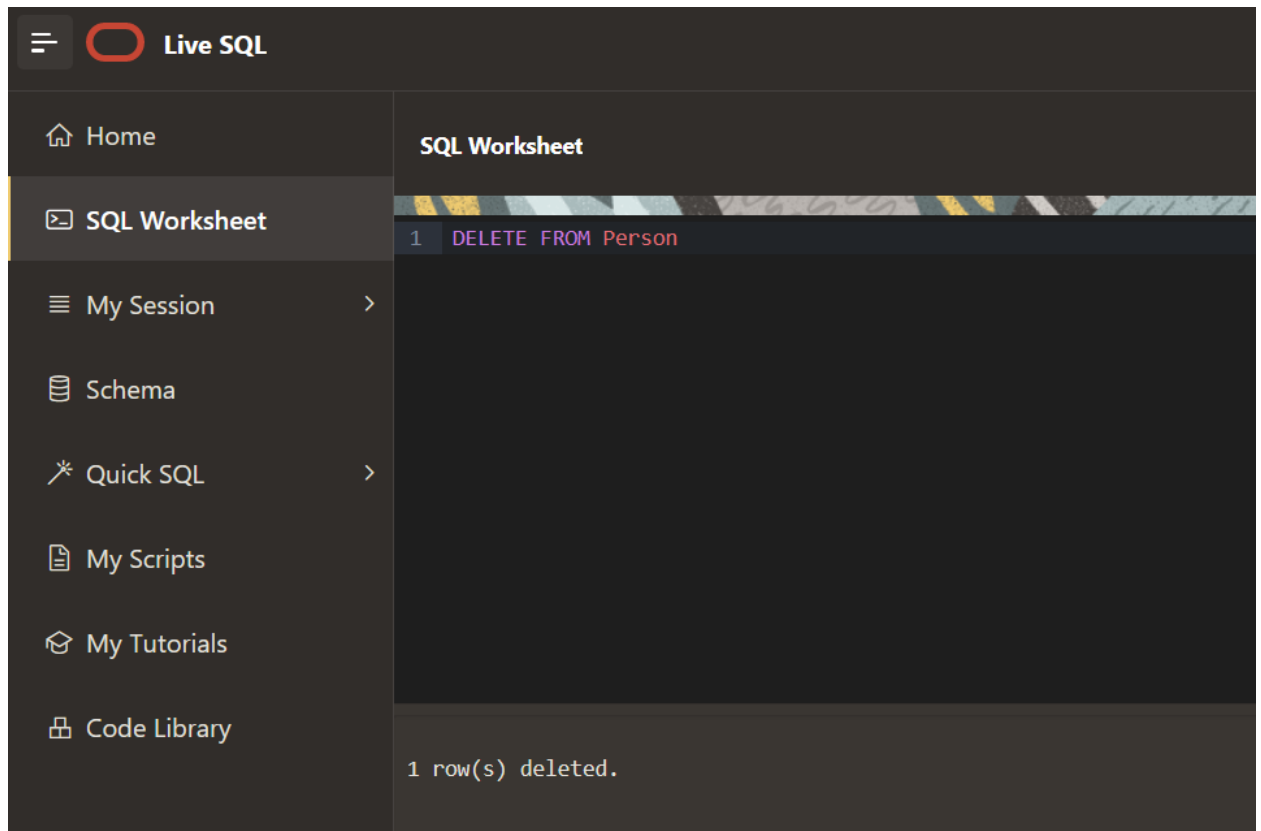 Live SQL
Home
SQL Worksheet
My Session
Schema
Quick SQL
My Scripts
My Tutorials
Code Library
SQL Worksheet
1 DELETE FROM Person
1 row(s) deleted.